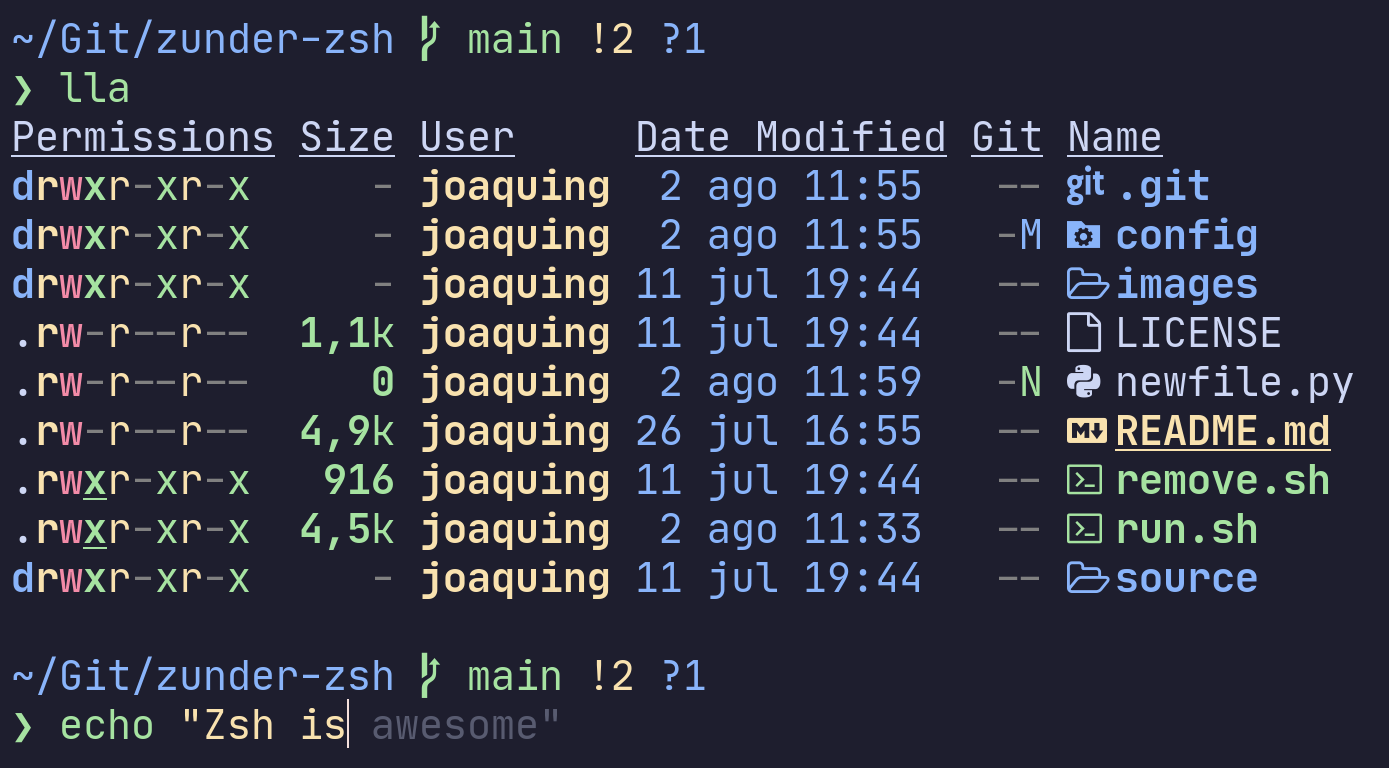 ~/Git/zunder-zsh main !2 ?1
❯ lla
Permissions Size User Date Modified Git Name
drwxr-xr-x - joaquing 2 ago 11:55 -- git .git
drwxr-xr-x - joaquing 2 ago 11:55 -M config
drwxr-xr-x - joaquing 11 jul 19:44 -- images
.rw-r--r-- 1,1k joaquing 11 jul 19:44 -- LICENSE
.rw-r--r-- 0 joaquing 2 ago 11:59 -N newfile.py
.rw-r--r-- 4,9k joaquing 26 jul 16:55 -- M README.md
.rwxr-xr-x 916 joaquing 11 jul 19:44 -- remove.sh
.rwxr-xr-x 4,5k joaquing 2 ago 11:33 -- run.sh
drwxr-xr-x - joaquing 11 jul 19:44 -- source
~/Git/zunder-zsh main !2 ?1
❯ echo "Zsh is awesome"